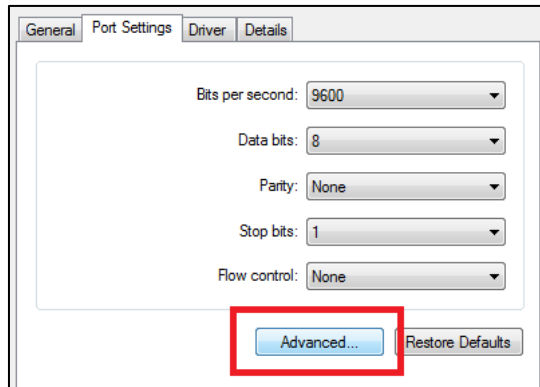 General Port Settings Driver Details
Bits per second: 9600
Data bits: 8
Parity: None
Stop bits: 1
Flow control: None
Advanced... Restore Defaults